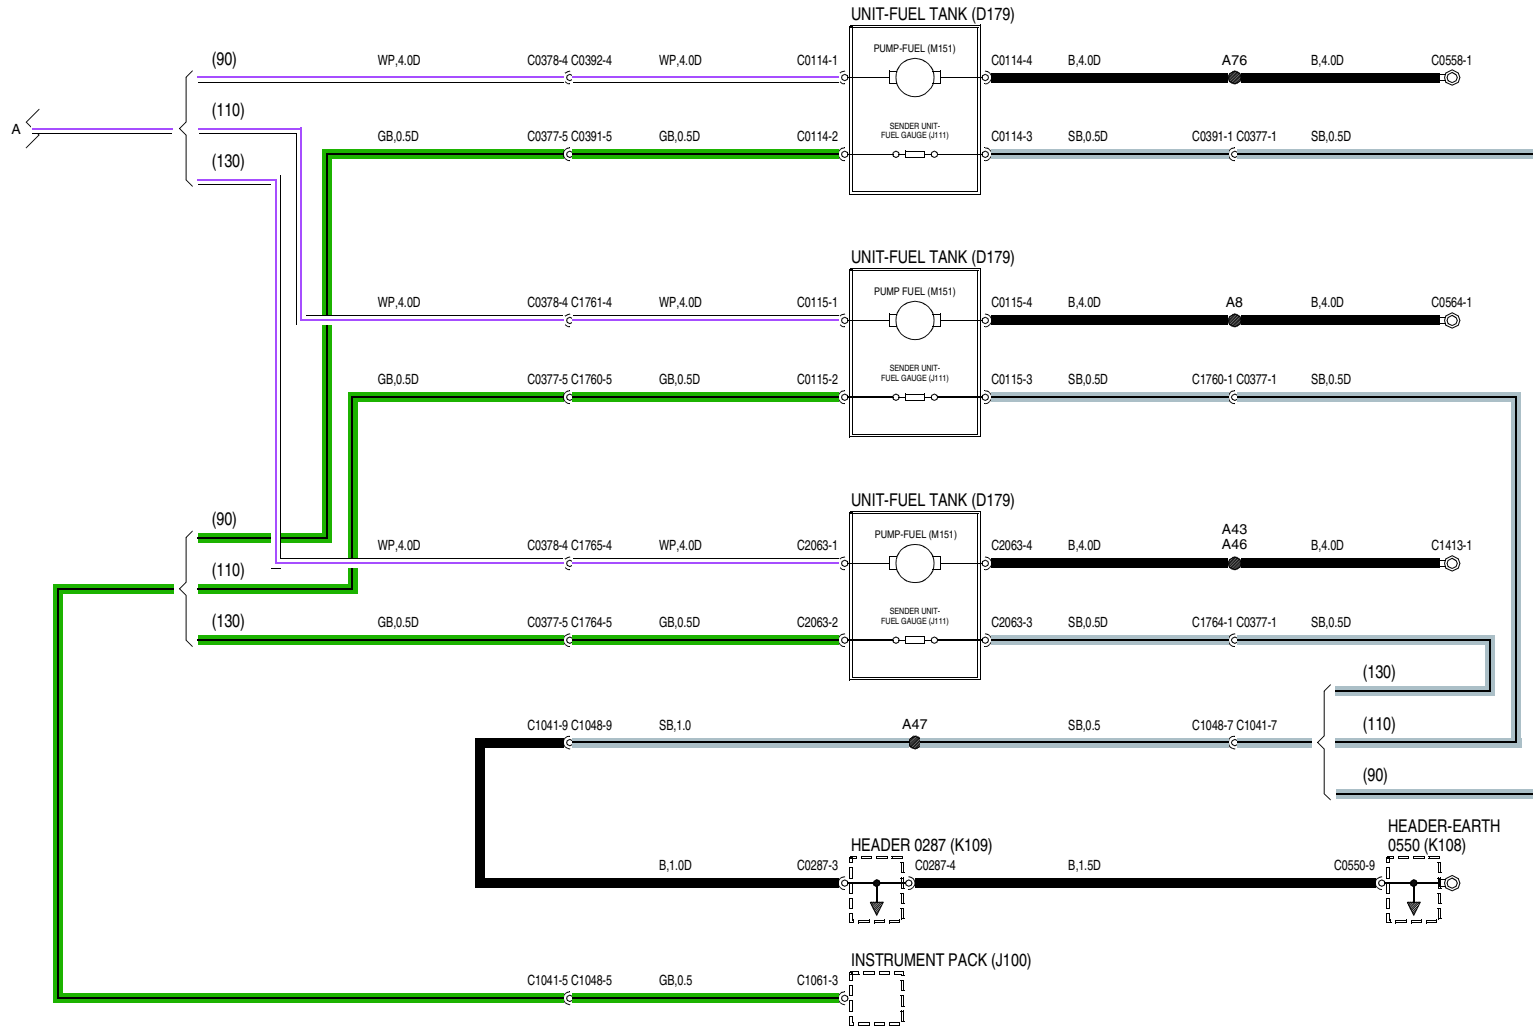 UNIT-FUEL TANK (D179)
(90)
WP,4.0D
C0378-4 C0392-4
WP,4.0D
C0114-1
PUMP-FUEL (M151)
C0114-4
B,4.0D
A76
B,4.0D
C0558-1
(110)
A
GB,0.5D
C0377-5 C0391-5
GB,0.5D
C0114-2
SENDER UNIT-
FUEL GAUGE (J111)
C0114-3
SB,0.5D
C0391-1 C0377-1
SB,0.5D
(130)
UNIT-FUEL TANK (D179)
WP,4.0D
C0378-4 C1761-4
WP,4.0D
C0115-1
PUMP FUEL (M151)
C0115-4
B,4.0D
A8
B,4.0D
C0564-1
GB,0.5D
C0377-5 C1760-5
GB,0.5D
C0115-2
SENDER UNIT-
FUEL GAUGE (J111)
C0115-3
SB,0.5D
C1760-1 C0377-1
SB,0.5D
UNIT-FUEL TANK (D179)
(90)
WP,4.0D
C0378-4 C1765-4
WP,4.0D
C2063-1
PUMP-FUEL (M151)
C2063-4
B,4.0D
A43
A46
B,4.0D
C1413-1
(110)
(130)
GB,0.5D
C0377-5 C1764-5
GB,0.5D
C2063-2
SENDER UNIT-
FUEL GAUGE (J111)
C2063-3
SB,0.5D
C1764-1 C0377-1
SB,0.5D
(130)
C1041-9 C1048-9
SB,1.0
A47
SB,0.5
C1048-7 C1041-7
(110)
(90)
HEADER 0287 (K109)
HEADER-EARTH
0550 (K108)
B,1.0D
C0287-3
C0287-4
B,1.5D
C0550-9
INSTRUMENT PACK (J100)
C1041-5 C1048-5
GB,0.5
C1061-3